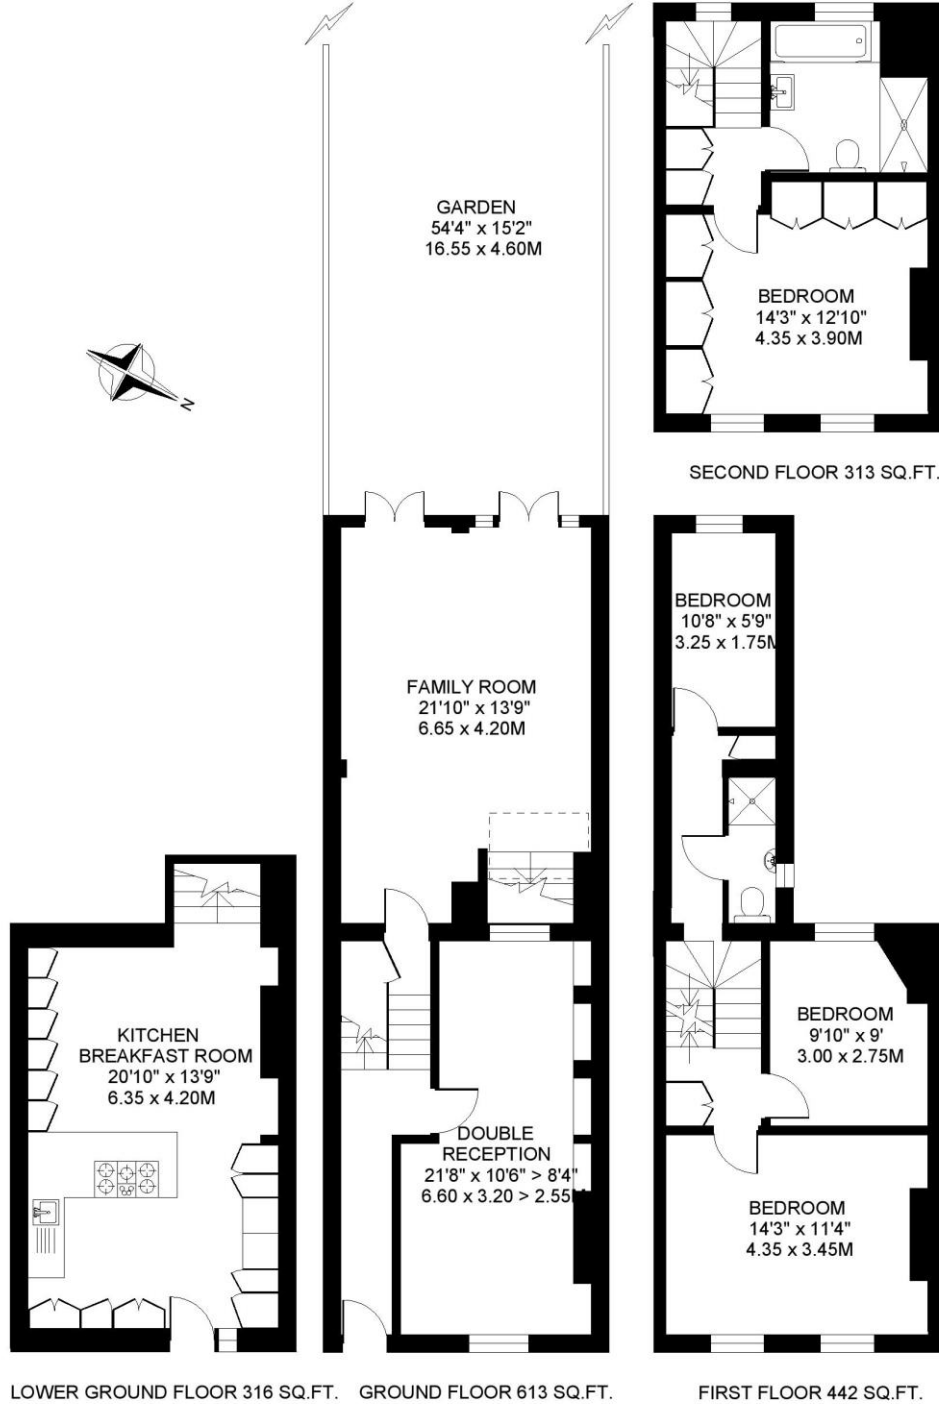 GARDEN
54'4" x 15'2"
16.55 x 4.60M
N
BEDROOM
14'3" x 12'10"
4.35 x 3.90M
SECOND FLOOR 313 SQ.FT.
BEDROOM
10'8" x 5'9"
3.25 x 1.75M
FAMILY ROOM
21'10" x 13'9"
6.65 x 4.20M
KITCHEN
BREAKFAST ROOM
20'10" x 13'9"
6.35 x 4.20M
DOUBLE
RECEPTION
21'8" x 10'6" > 8'4"
6.60 x 3.20 > 2.55M
BEDROOM
9'10" x 9'
3.00 x 2.75M
BEDROOM
14'3" x 11'4"
4.35 x 3.45M
LOWER GROUND FLOOR 316 SQ.FT.
GROUND FLOOR 613 SQ.FT.
FIRST FLOOR 442 SQ.FT.